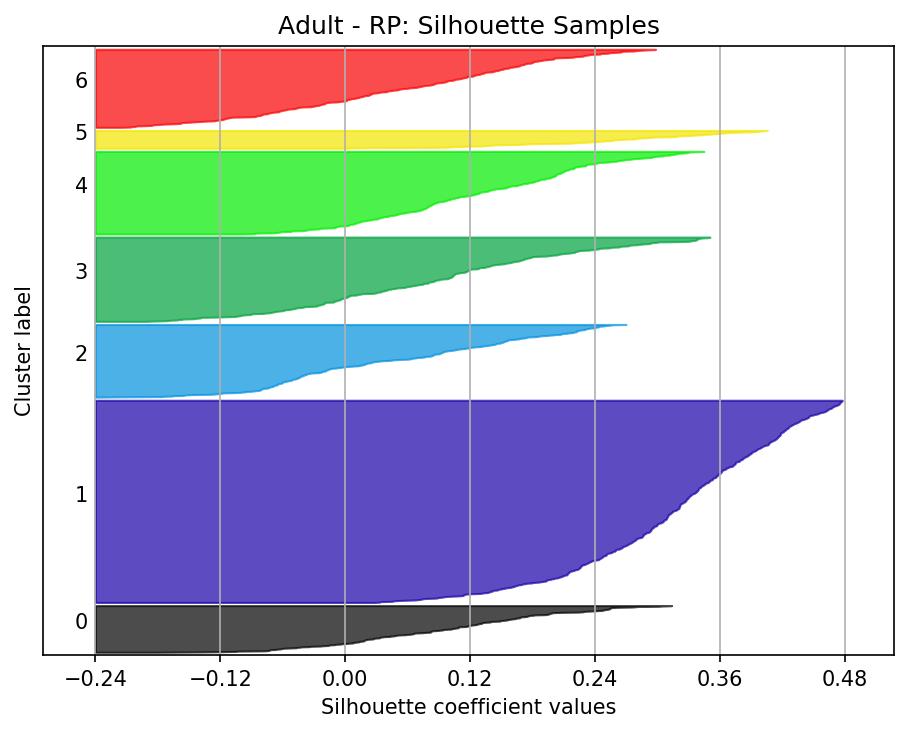 Adult - RP: Silhouette Samples
6
5
4
3
2
1
0
Cluster label
−0.24 −0.12 0.00 0.12 0.24 0.36 0.48
Silhouette coefficient values